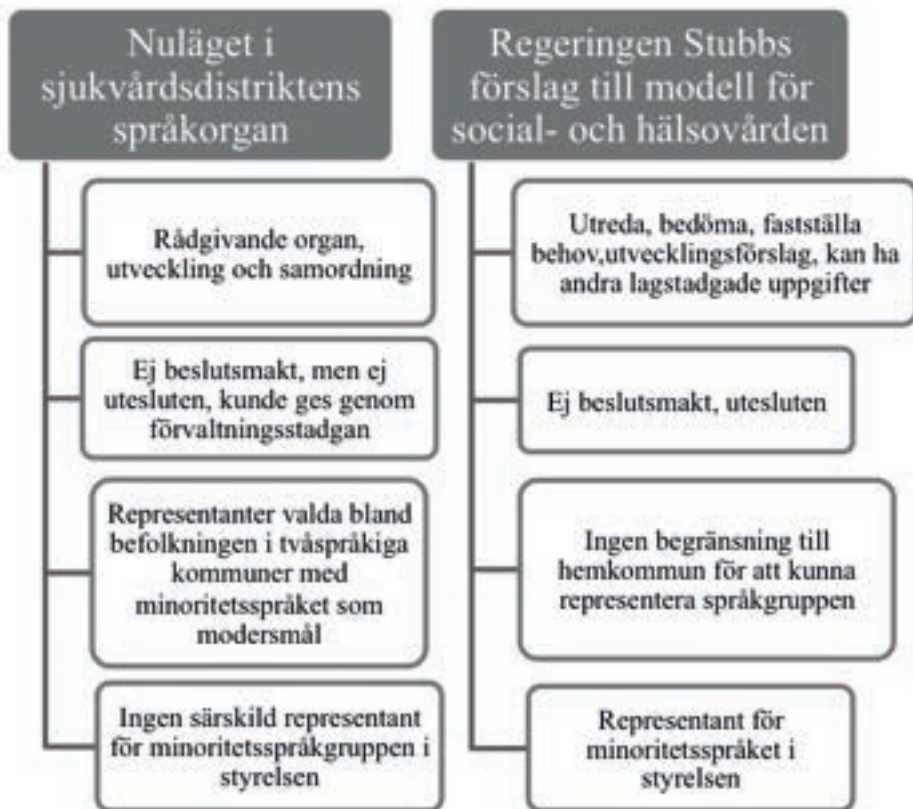 Nuläget i
sjukvårdsdistriktens
språkorgan
Rådgivande organ,
utveckling och samordning
Ej beslutsmakt, men ej
utesluten, kunde ges genom
förvaltningsstadgan
Representanter valda bland
befolkningen i tvåspråkiga
kommuner med
minoritetsspråket som
modersmål
Ingen särskild representant
för minoritetsspråkgruppen i
styrelsen
Regeringen Stubbs
förslag till modell för
social- och hälsovården
Utreda, bedöma, fastställa
behov,utvecklingsförslag, kan ha
andra lagstadgade uppgifter
Ej beslutsmakt, utesluten
Ingen begränsning till
hemkommun för att kunna
representera språkgruppen
Representant för
minoritetsspråket i
styrelsen